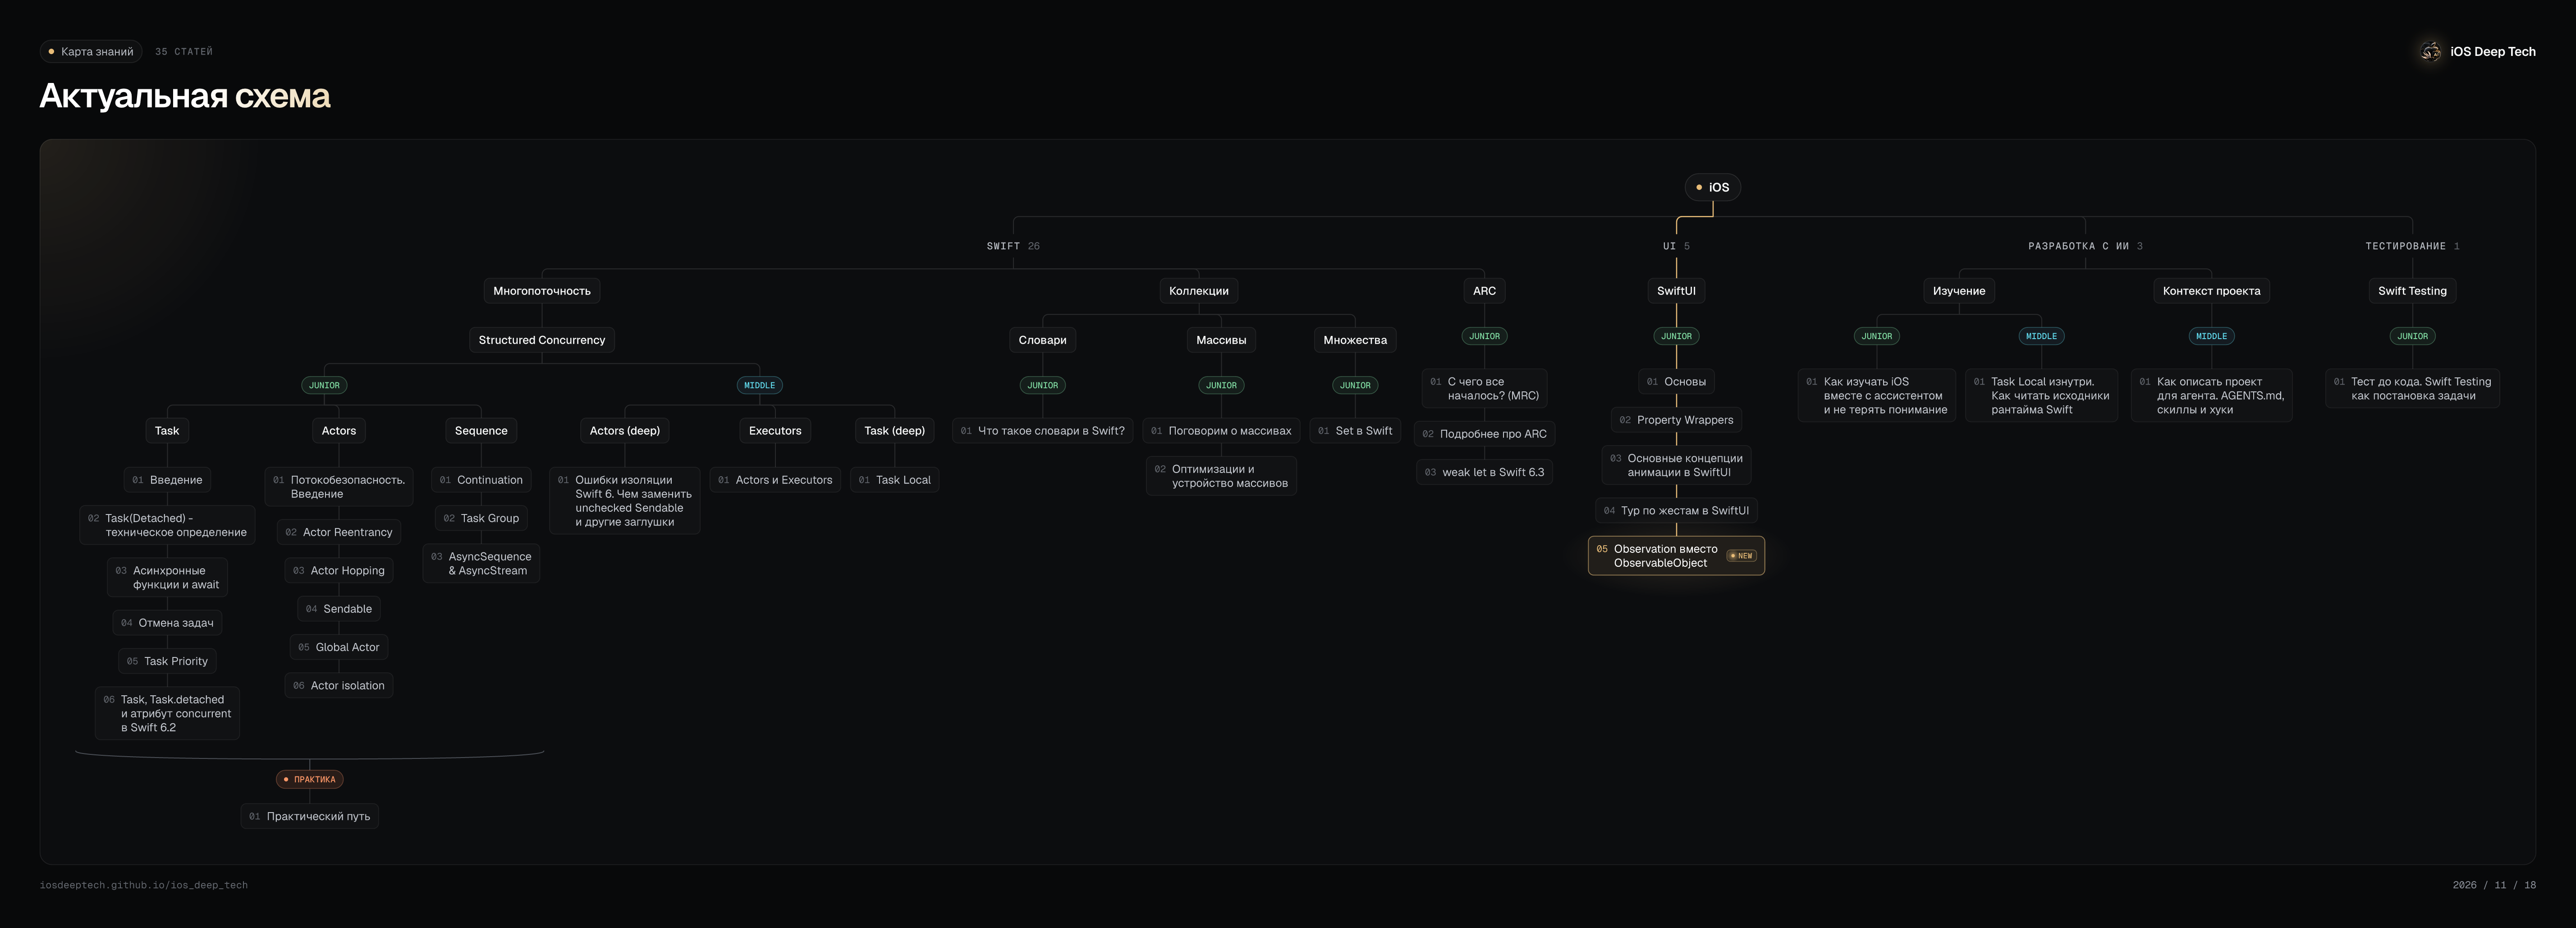 Карта знаний
35 СТАТЕЙ
iOS Deep Tech
Актуальная схема
iOS
SWIFT 26
UI 5
РАЗРАБОТКА С ИИ 3
ТЕСТИРОВАНИЕ 1
Многопоточность
Коллекции
ARC
SwiftUI
Изучение
Контекст проекта
Swift Testing
Structured Concurrency
Словари
Массивы
Множества
JUNIOR
JUNIOR
JUNIOR
MIDDLE
MIDDLE
JUNIOR
JUNIOR
MIDDLE
JUNIOR
JUNIOR
JUNIOR
Task
Actors
Sequence
Actors (deep)
Executors
Task (deep)
01 Введение
02 Task(Detached) -
техническое определение
03 Асинхронные
функции и await
04 Отмена задач
05 Task Priority
06 Task, Task.detached
и атрибут concurrent
в Swift 6.2
01 Потокобезопасность.
Введение
02 Actor Reentrancy
03 Actor Hopping
04 Sendable
05 Global Actor
06 Actor isolation
01 Continuation
02 Task Group
03 AsyncSequence
& AsyncStream
01 Ошибки изоляции
Swift 6. Чем заменить
unchecked Sendable
и другие заглушки
01 Actors и Executors
01 Task Local
01 Что такое словари в Swift?
01 Поговорим о массивах
02 Оптимизации и
устройство массивов
01 Set в Swift
01 С чего все
началось? (MRC)
02 Подробнее про ARC
03 weak let в Swift 6.3
01 Основы
02 Property Wrappers
03 Основные концепции
анимации в SwiftUI
04 Тур по жестам в SwiftUI
05 Observation вместо
ObservableObject
NEW
01 Как изучать iOS
вместе с ассистентом
и не терять понимание
01 Task Local изнутри.
Как читать исходники
рантайма Swift
01 Как описать проект
для агента. AGENTS.md,
скиллы и хуки
01 Тест до кода. Swift Testing
как постановка задачи
ПРАКТИКА
01 Практический путь
iosdeeptech.github.io/ios_deep_tech
2026 / 11 / 18